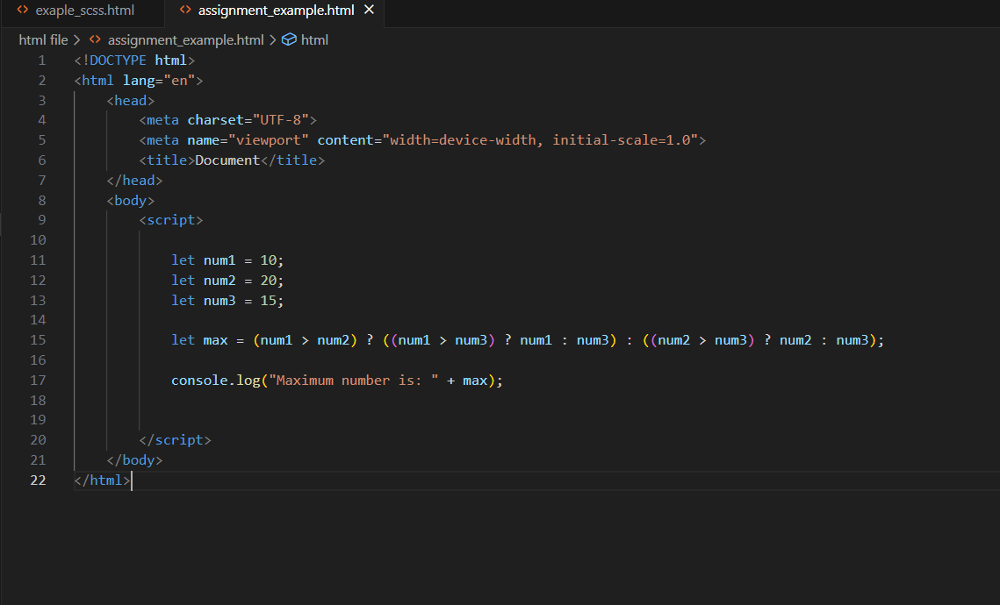 exaple_scss.html assignment_example.html
html file > assignment_example.html > html
1 <!DOCTYPE html>
2 <html lang="en">
3 <head>
4 <meta charset="UTF-8">
5 <meta name="viewport" content="width=device-width, initial-scale=1.0">
6 <title>Document</title>
7 </head>
8 <body>
9 <script>
10
11 let num1 = 10;
12 let num2 = 20;
13 let num3 = 15;
14
15 let max = (num1 > num2) ? ((num1 > num3) ? num1 : num3) : ((num2 > num3) ? num2 : num3);
16
17 console.log("Maximum number is: " + max);
18
19
20 </script>
21 </body>
22 </html>